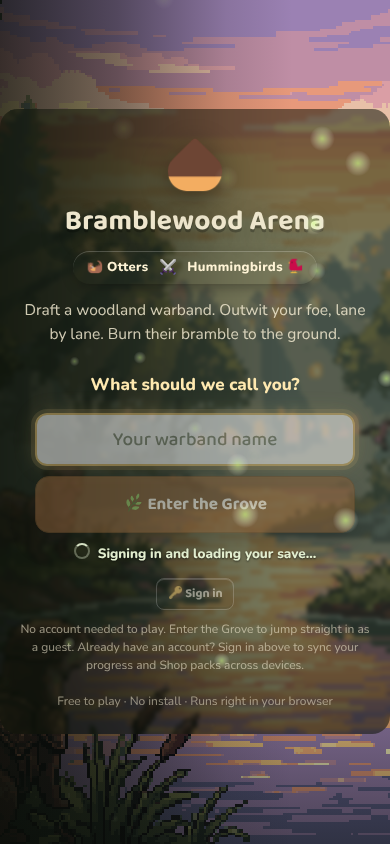 Bramblewood Arena
Otters Hummingbirds
Draft a woodland warband. Outwit your foe, lane
by lane. Burn their bramble to the ground.
What should we call you?
Your warband name
Enter the Grove
Signing in and loading your save...
Sign in
No account needed to play. Enter the Grove to jump straight in as
a guest. Already have an account? Sign in above to sync your
progress and Shop packs across devices.
Free to play · No install · Runs right in your browser